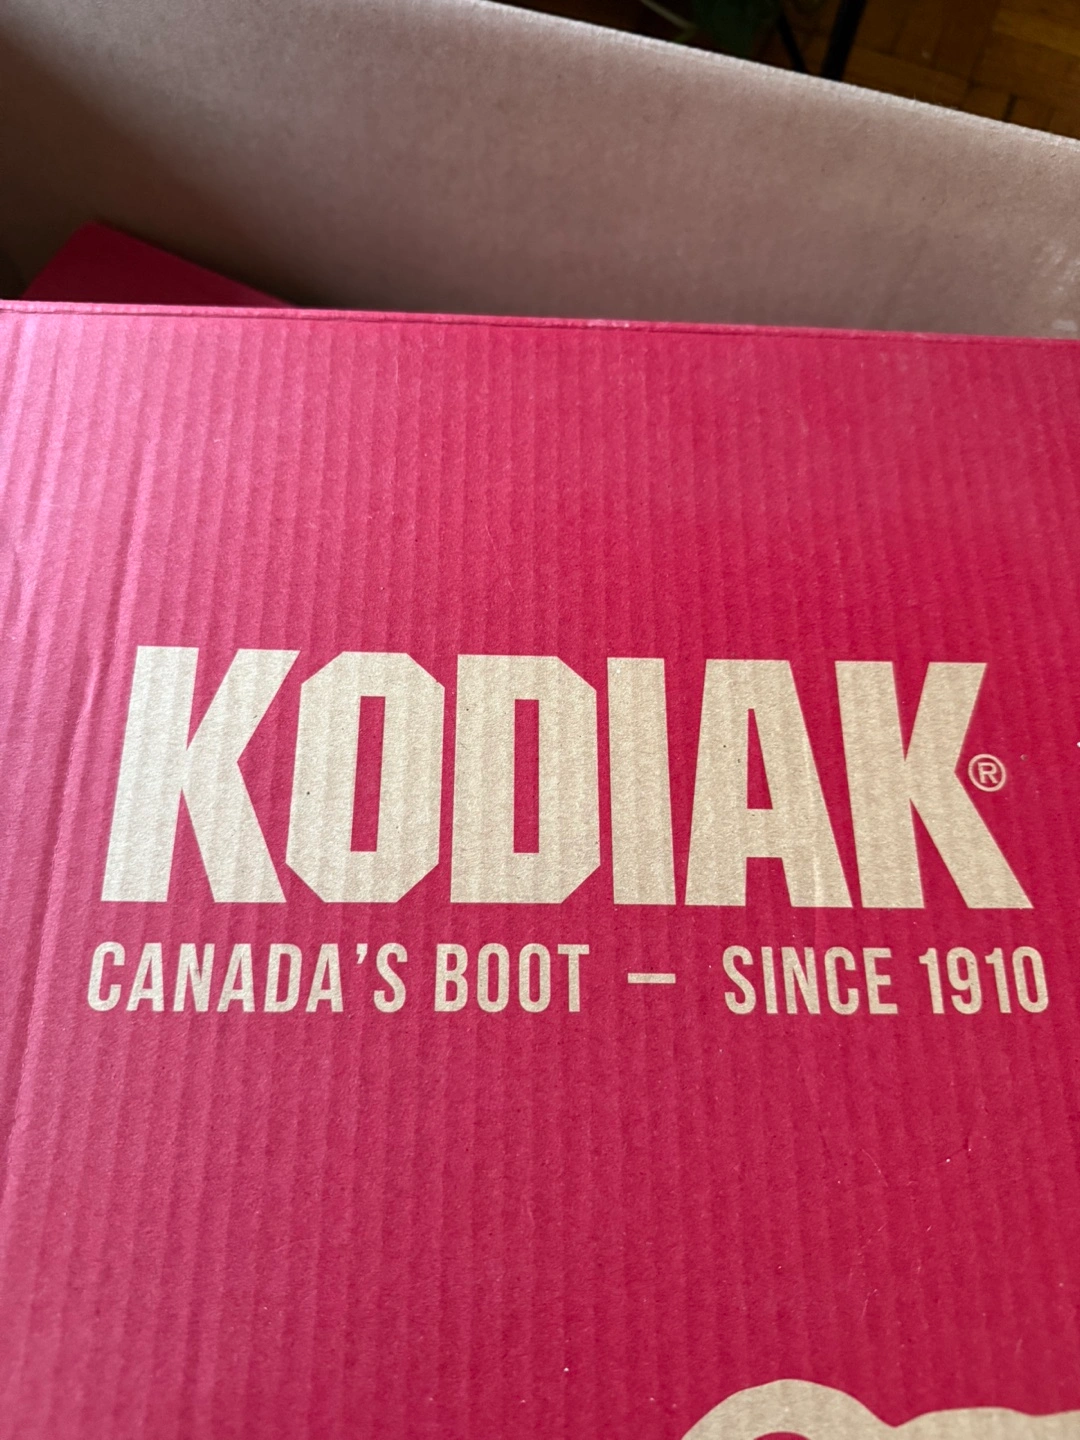 KODIAK®
CANADA'S BOOT – SINCE 1910